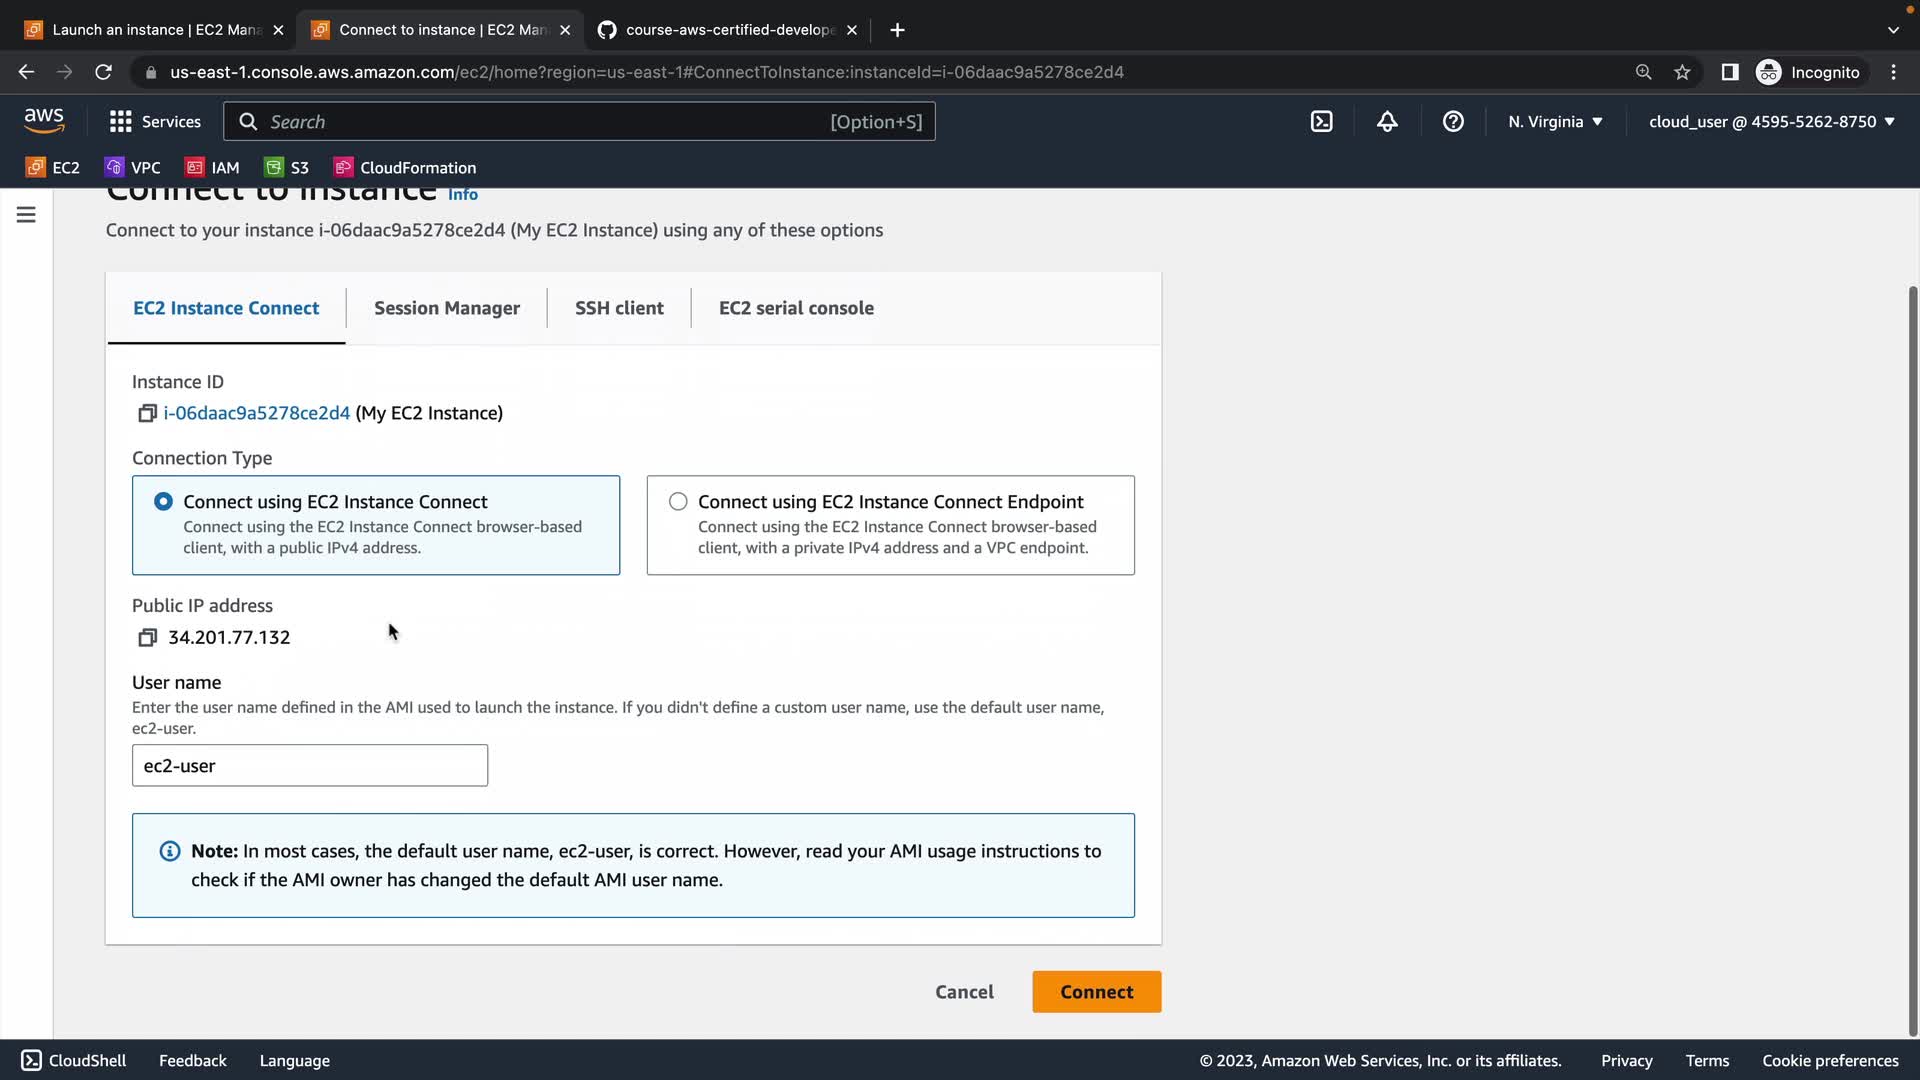 Launch an instance | EC2 Mana
Connect to instance | EC2 Man
course-aws-certified-develope
us-east-1.console.aws.amazon.com/ec2/home?region=us-east-1#ConnectToInstance:instanceId=i-06daac9a5278ce2d4
Incognito
aws
Services
Search
[Option+S]
N. Virginia
cloud_user @ 4595-5262-8750
EC2
VPC
IAM
S3
CloudFormation
Connect to instance Info
Connect to your instance i-06daac9a5278ce2d4 (My EC2 Instance) using any of these options
EC2 Instance Connect
Session Manager
SSH client
EC2 serial console
Instance ID
i-06daac9a5278ce2d4 (My EC2 Instance)
Connection Type
Connect using EC2 Instance Connect
Connect using the EC2 Instance Connect browser-based
client, with a public IPv4 address.
Connect using EC2 Instance Connect Endpoint
Connect using the EC2 Instance Connect browser-based
client, with a private IPv4 address and a VPC endpoint.
Public IP address
34.201.77.132
User name
Enter the user name defined in the AMI used to launch the instance. If you didn't define a custom user name, use the default user name,
ec2-user.
ec2-user
Note: In most cases, the default user name, ec2-user, is correct. However, read your AMI usage instructions to
check if the AMI owner has changed the default AMI user name.
Cancel
Connect
CloudShell
Feedback
Language
© 2023, Amazon Web Services, Inc. or its affiliates.
Privacy
Terms
Cookie preferences